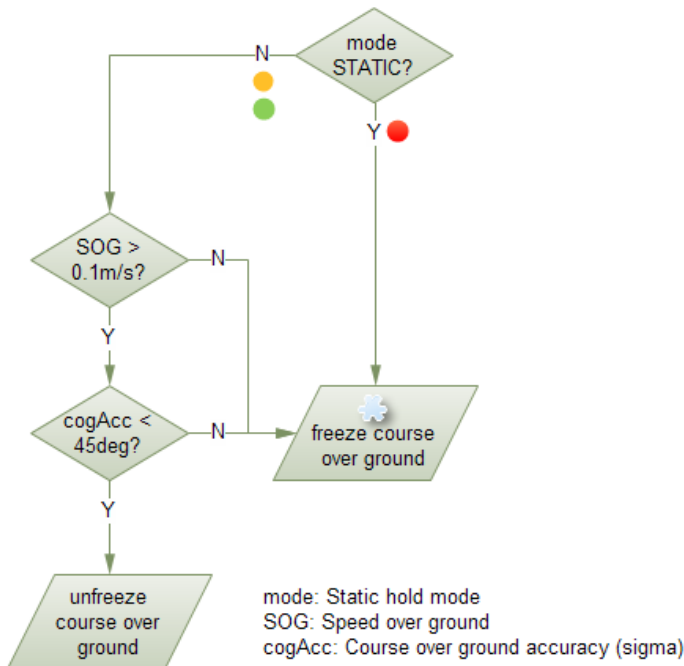 mode
STATIC?
N
Y
SOG >
0.1m/s?
N
Y
cogAcc <
45deg?
N
freeze course
over ground
Y
unfreeze
course over
ground
mode: Static hold mode
SOG: Speed over ground
cogAcc: Course over ground accuracy (sigma)